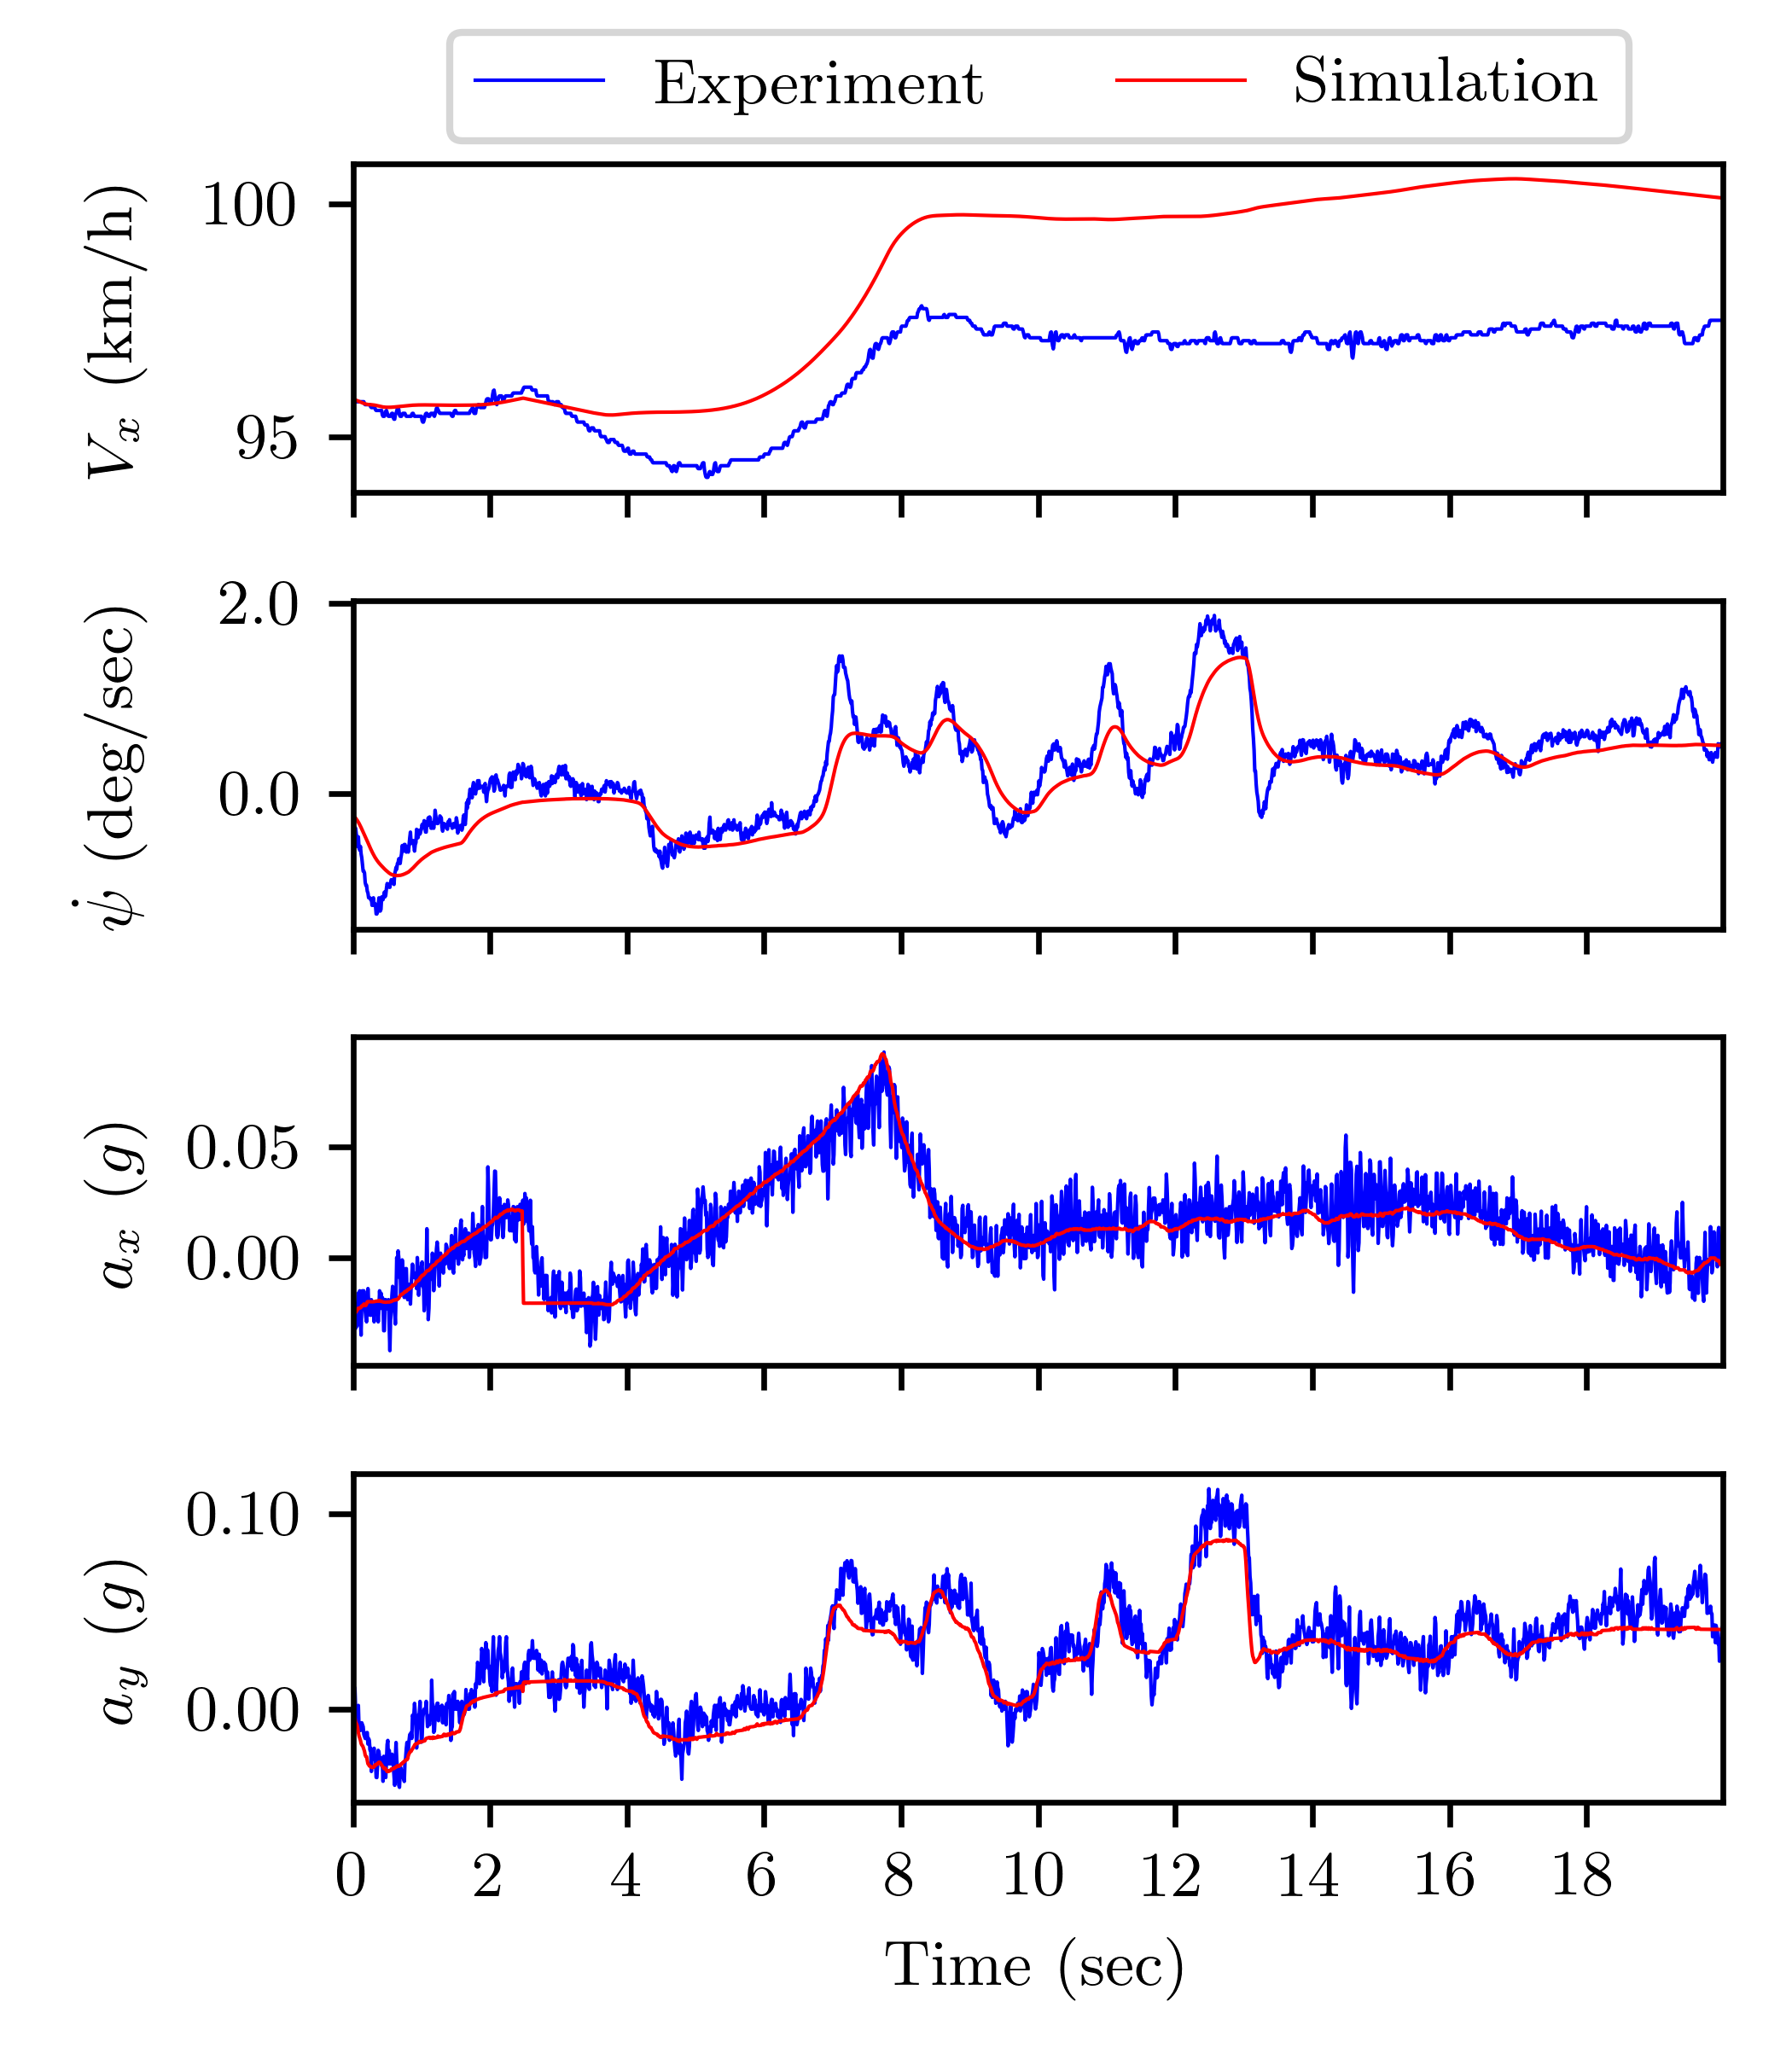 Experiment Simulation
V_x (km/h)
100
95
ψ̇ (deg/sec)
2.0
0.0
a_x (g)
0.05
0.00
a_y (g)
0.10
0.00
0 2 4 6 8 10 12 14 16 18
Time (sec)